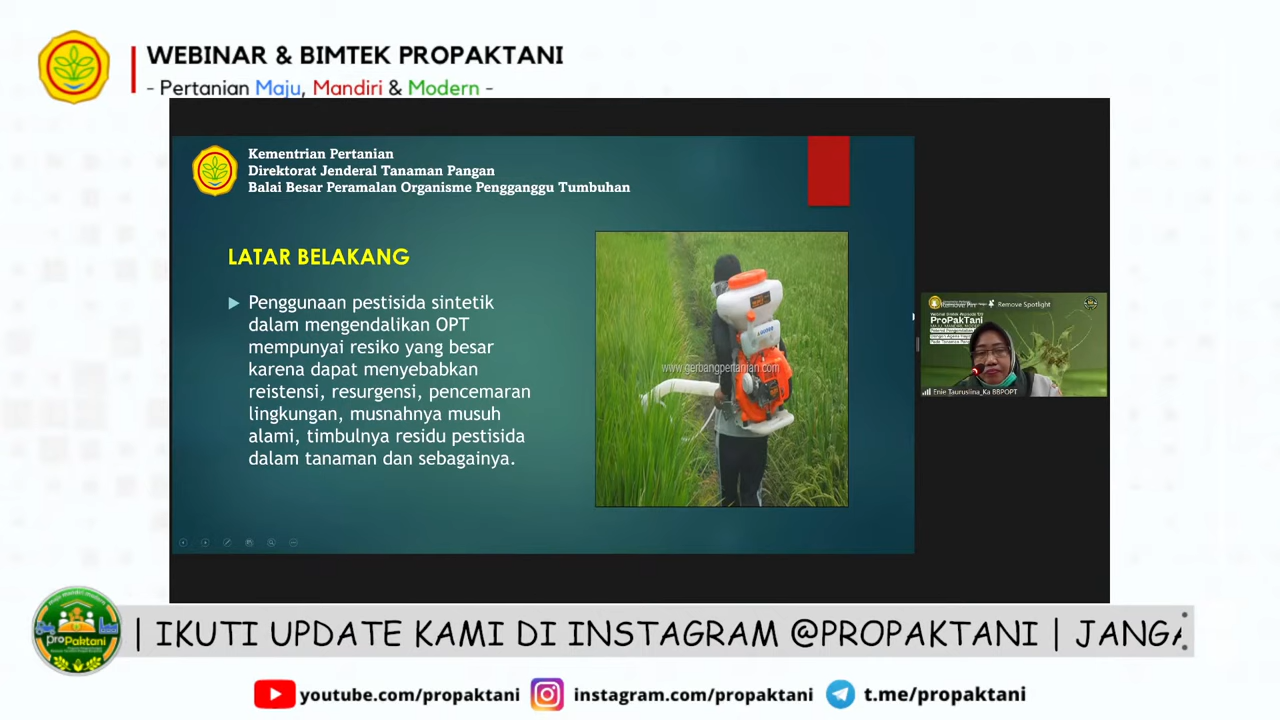 WEBINAR & BIMTEK PROPAKTANI
- Pertanian Maju, Mandiri & Modern -
Kementrian Pertanian
Direktorat Jenderal Tanaman Pangan
Balai Besar Peramalan Organisme Pengganggu Tumbuhan
LATAR BELAKANG
Penggunaan pestisida sintetik
dalam mengendalikan OPT
mempunyai resiko yang besar
karena dapat menyebabkan
reistensi, resurgensi, pencemaran
lingkungan, musnahnya musuh
alami, timbulnya residu pestisida
dalam tanaman dan sebagainya.
www.gerbangpertanian.com
Remove Spotlight
ProPakTani
Enie Taurusiina_Ka BBPOPT
proPaktani
| IKUTI UPDATE KAMI DI INSTAGRAM @PROPAKTANI | JANGA
youtube.com/propaktani
instagram.com/propaktani
t.me/propaktani